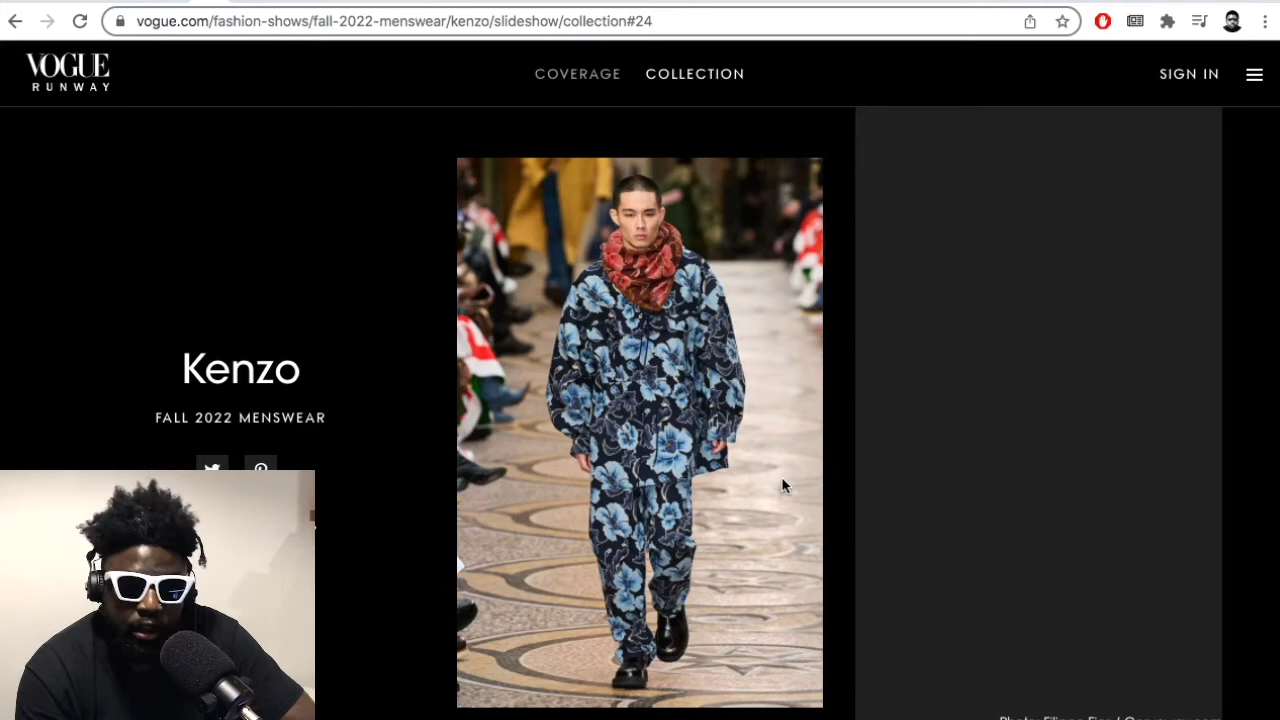 vogue.com/fashion-shows/fall-2022-menswear/kenzo/slideshow/collection#24
VOGUE
RUNWAY
COVERAGE COLLECTION
SIGN IN
Kenzo
FALL 2022 MENSWEAR